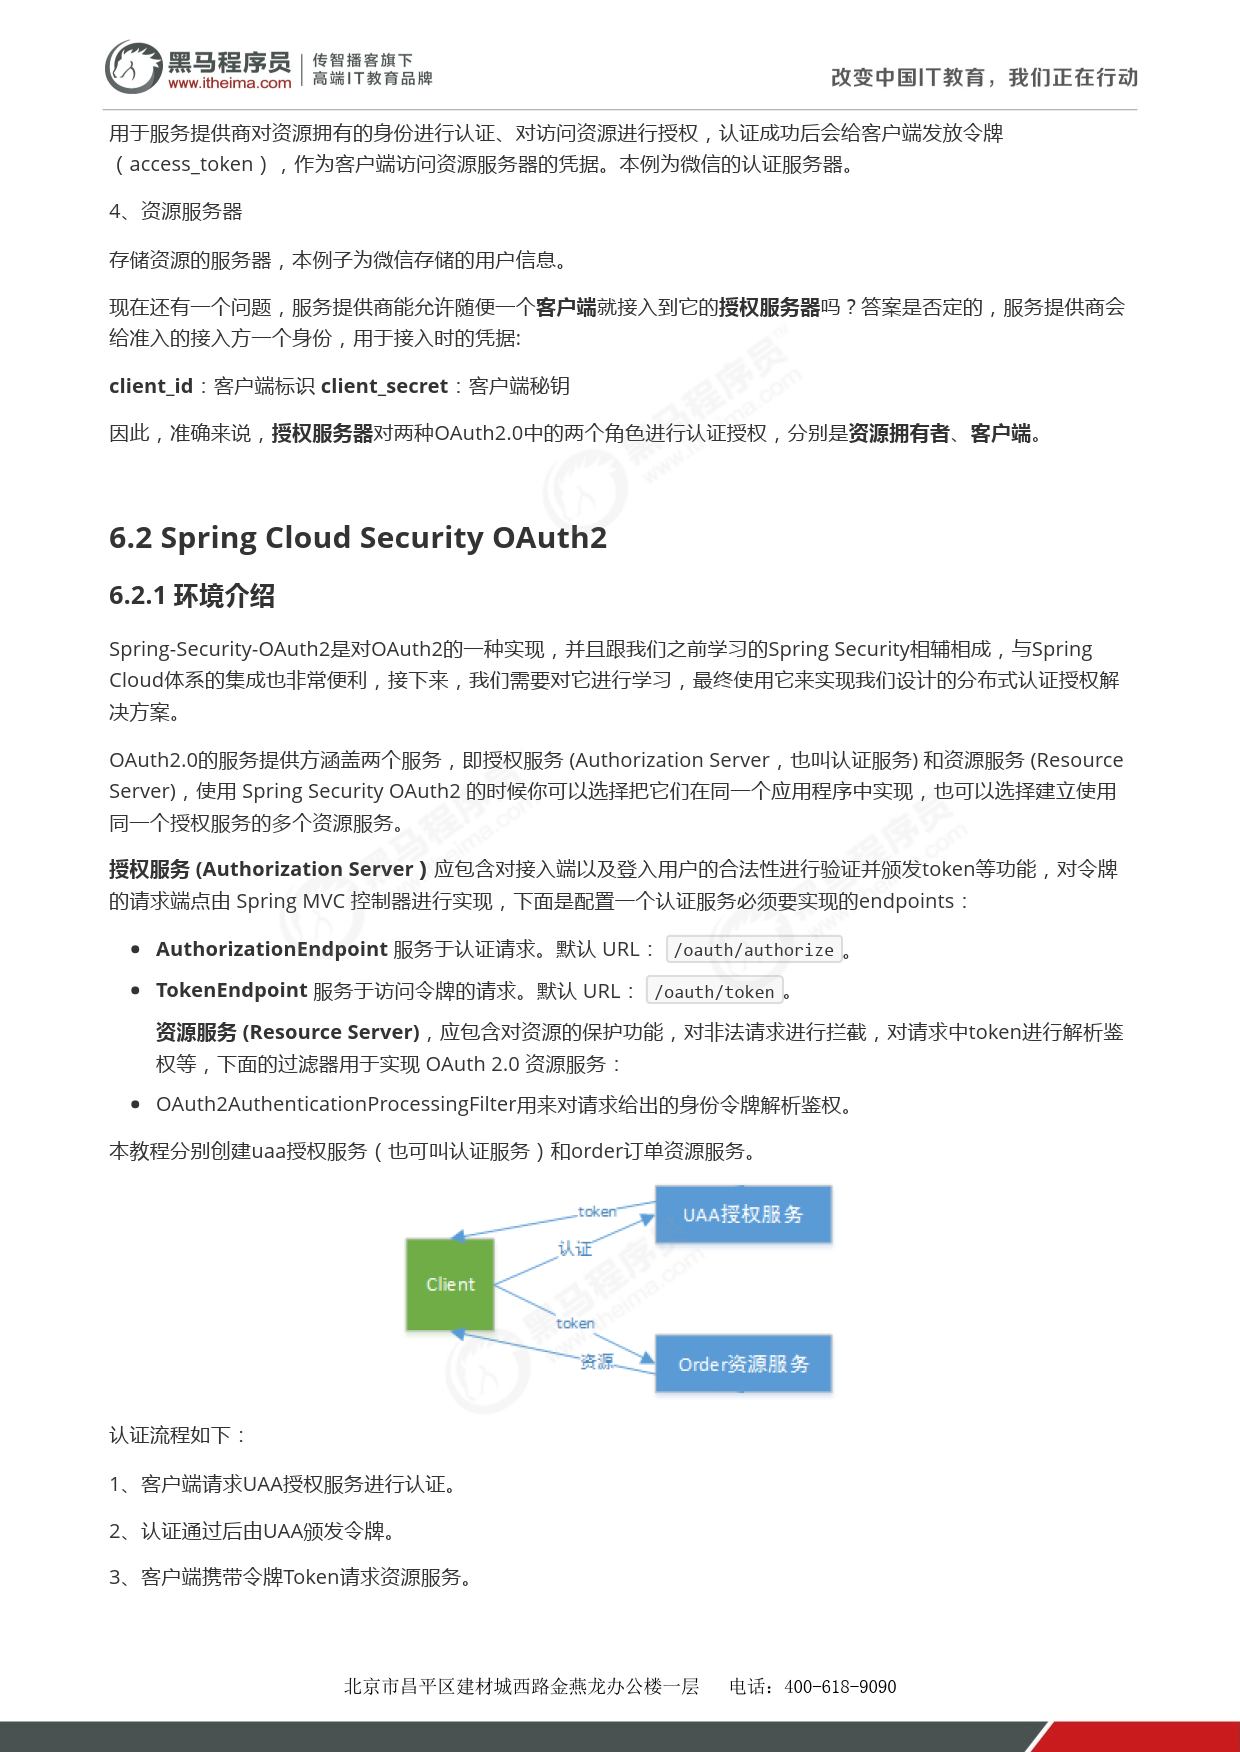 黑马程序员
www.itheima.com
传智播客旗下
高端IT教育品牌
改变中国IT教育，我们正在行动
用于服务提供商对资源拥有的身份进行认证、对访问资源进行授权，认证成功后会给客户端发放令牌
（access_token），作为客户端访问资源服务器的凭据。本例为微信的认证服务器。
4、资源服务器
存储资源的服务器，本例子为微信存储的用户信息。
现在还有一个问题，服务提供商能允许随便一个客户端就接入到它的授权服务器吗？答案是否定的，服务提供商会
给准入的接入方一个身份，用于接入时的凭据:
client_id：客户端标识 client_secret：客户端秘钥
因此，准确来说，授权服务器对两种OAuth2.0中的两个角色进行认证授权，分别是资源拥有者、客户端。
6.2 Spring Cloud Security OAuth2
6.2.1 环境介绍
Spring-Security-OAuth2是对OAuth2的一种实现，并且跟我们之前学习的Spring Security相辅相成，与Spring
Cloud体系的集成也非常便利，接下来，我们需要对它进行学习，最终使用它来实现我们设计的分布式认证授权解
决方案。
OAuth2.0的服务提供方涵盖两个服务，即授权服务 (Authorization Server，也叫认证服务) 和资源服务 (Resource
Server)，使用 Spring Security OAuth2 的时候你可以选择把它们在同一个应用程序中实现，也可以选择建立使用
同一个授权服务的多个资源服务。
授权服务 (Authorization Server）应包含对接入端以及登入用户的合法性进行验证并颁发token等功能，对令牌
的请求端点由 Spring MVC 控制器进行实现，下面是配置一个认证服务必须要实现的endpoints：
AuthorizationEndpoint 服务于认证请求。默认 URL： /oauth/authorize 。
TokenEndpoint 服务于访问令牌的请求。默认 URL： /oauth/token 。
资源服务 (Resource Server)，应包含对资源的保护功能，对非法请求进行拦截，对请求中token进行解析鉴
权等，下面的过滤器用于实现 OAuth 2.0 资源服务：
OAuth2AuthenticationProcessingFilter用来对请求给出的身份令牌解析鉴权。
本教程分别创建uaa授权服务（也可叫认证服务）和order订单资源服务。
token
UAA授权服务
认证
Client
token
资源
Order资源服务
认证流程如下：
1、客户端请求UAA授权服务进行认证。
2、认证通过后由UAA颁发令牌。
3、客户端携带令牌Token请求资源服务。
北京市昌平区建材城西路金燕龙办公楼一层 电话：400-618-9090